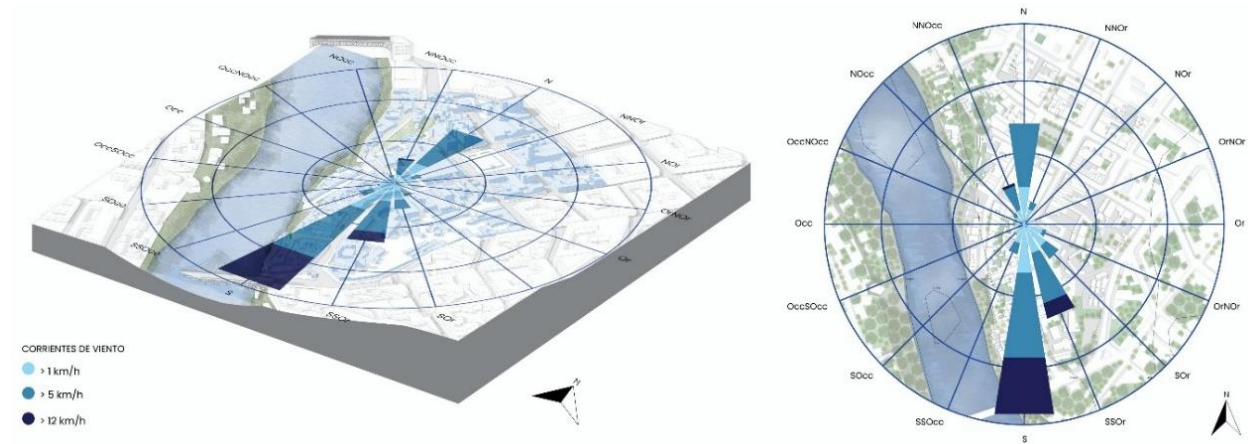 NOcc
NNOcc
N
NNOr
NOr
OrNOr
Or
SOr
SSOr
S
SSOcc
SOcc
OccSOcc
Occ
OccNOcc
CORRIENTES DE VIENTO
> 1 km/h
> 5 km/h
> 12 km/h
N
N
NNOr
NOr
OrNOr
Or
OrNOr
SOr
SSOr
S
SSOcc
SOcc
OccSOcc
Occ
OccNOcc
NOcc
NNOcc
N